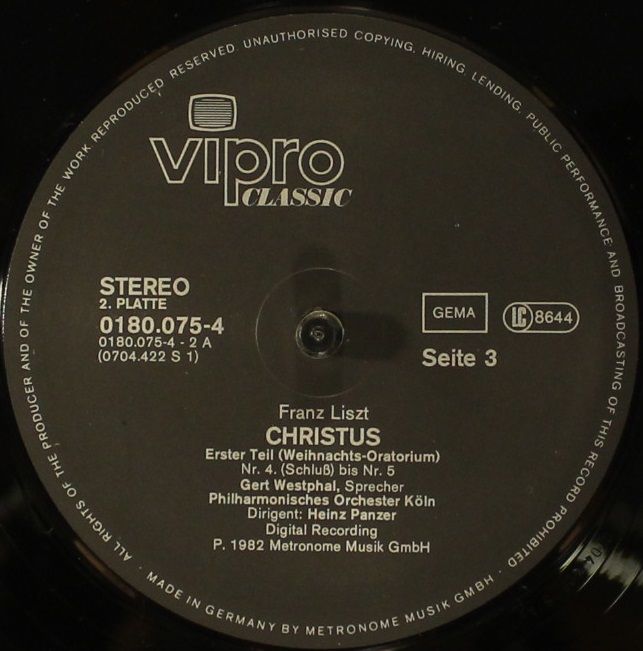 ALL RIGHTS OF THE PRODUCER AND OF THE OWNER OF THE WORK REPRODUCED RESERVED. UNAUTHORISED COPYING, HIRING, LENDING, PUBLIC PERFORMANCE AND BROADCASTING OF THIS RECORD PROHIBITED · MADE IN GERMANY BY METRONOME MUSIK GMBH ·
vipro
CLASSIC
STEREO
2. PLATTE
0180.075-4
0180.075-4 - 2 A
(0704.422 S 1)
GEMA
LC 8644
Seite 3
Franz Liszt
CHRISTUS
Erster Teil (Weihnachts-Oratorium)
Nr. 4. (Schluß) bis Nr. 5
Gert Westphal, Sprecher
Philharmonisches Orchester Köln
Dirigent: Heinz Panzer
Digital Recording
P. 1982 Metronome Musik GmbH